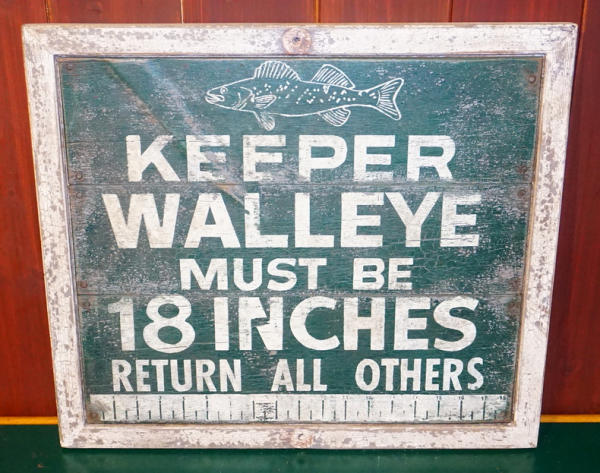 KEEPER
WALLEYE
MUST BE
18 INCHES
RETURN ALL OTHERS